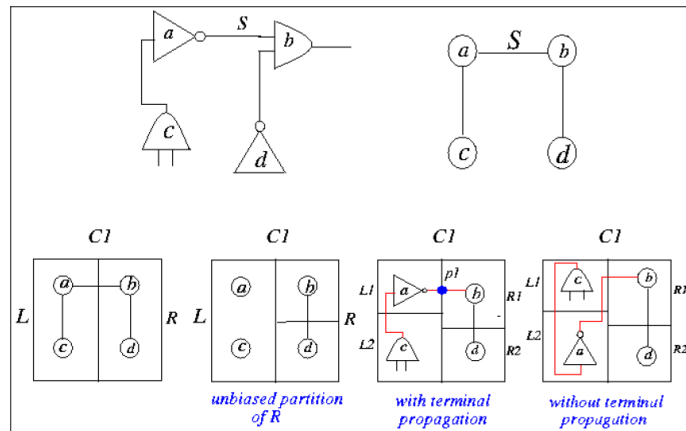 S
a
b
c
d
a
S
b
c
d
C1
C1
C1
C1
L
a
b
c
d
R
L
a
b
c
d
R
L1
a
p1
b
R1
L2
c
d
R2
L1
c
b
R1
L2
a
d
R2
unbiased partition
of R
with terminal
propagation
without terminal
propagation